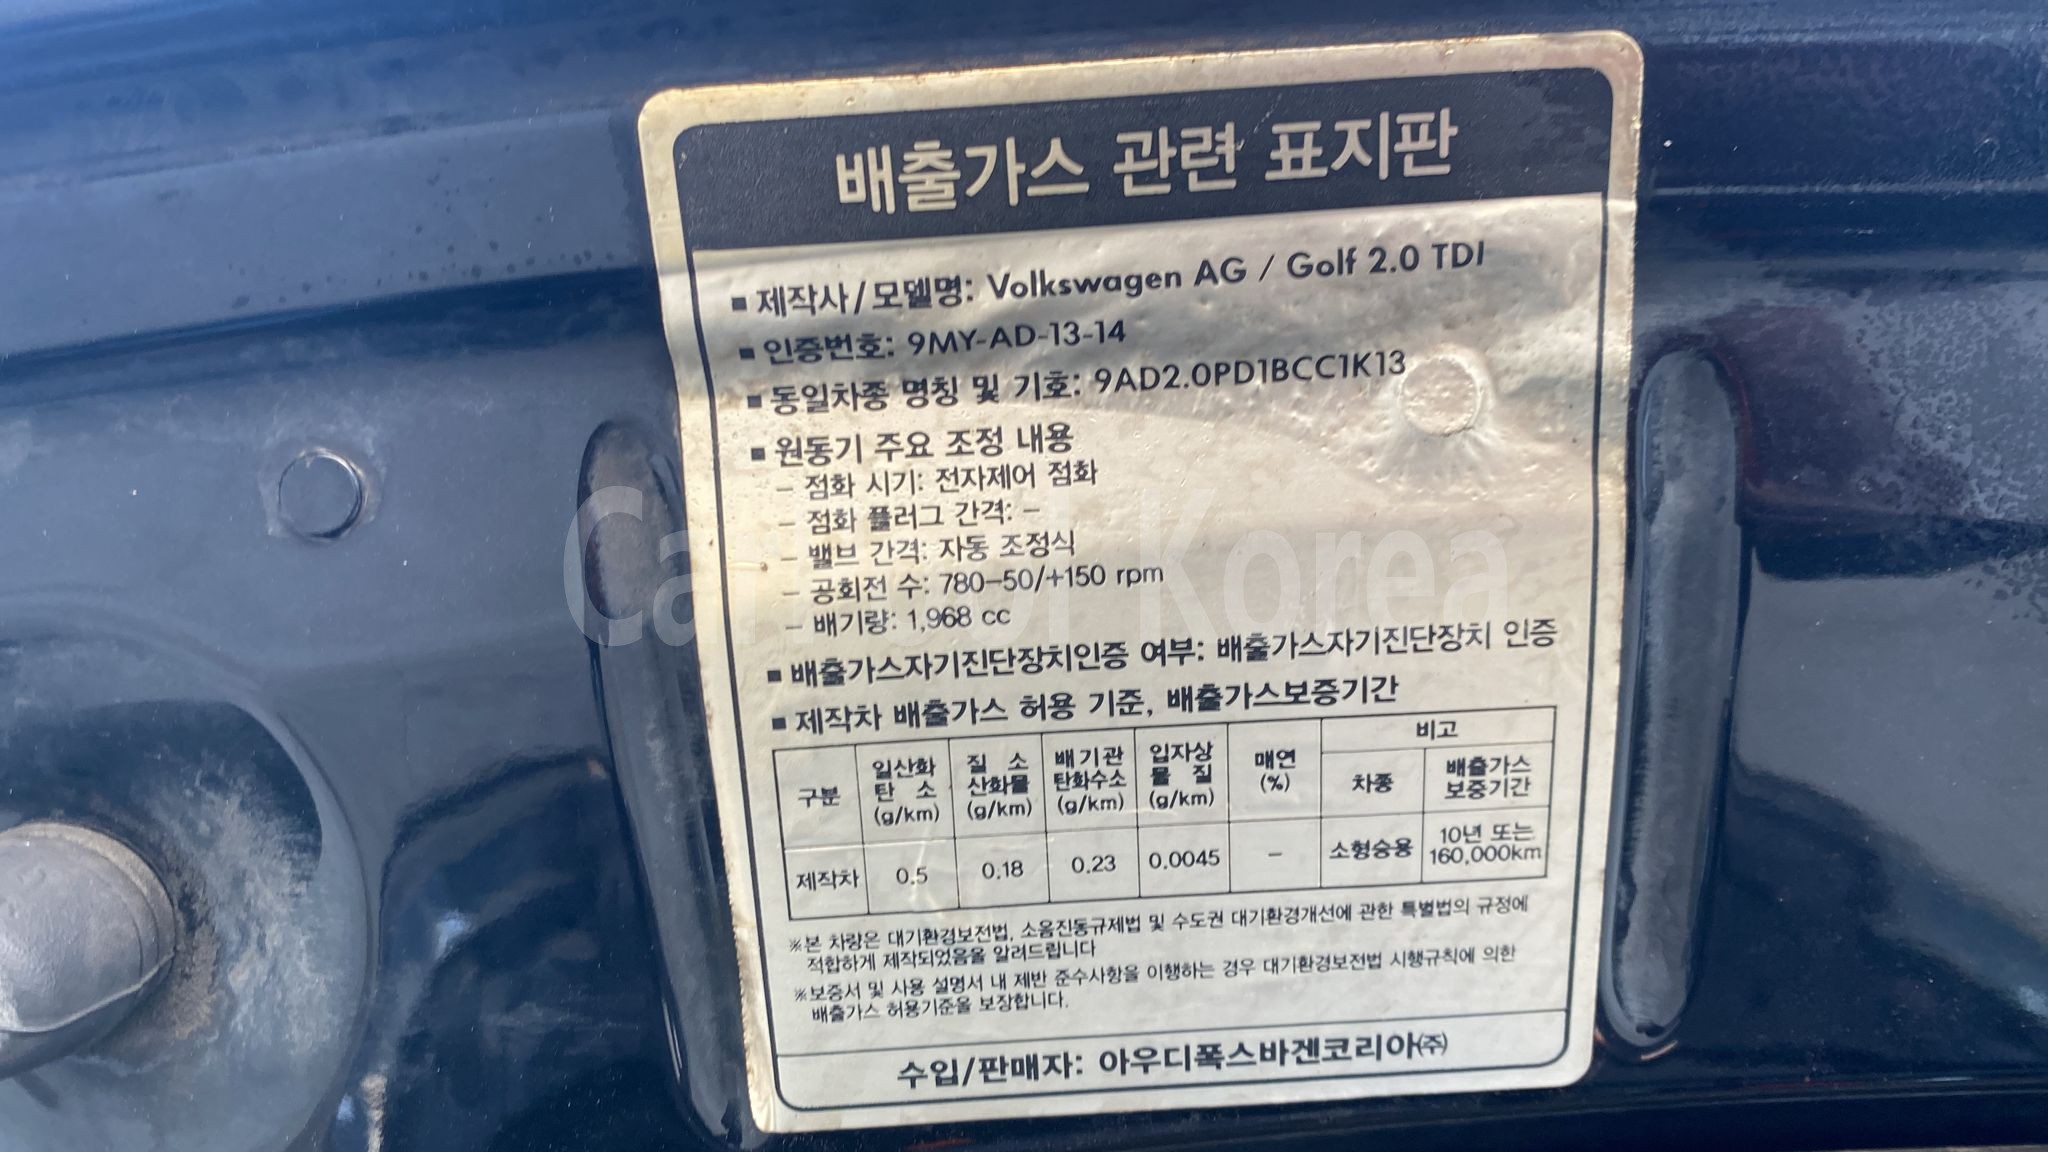 배출가스 관련 표지판
▪ 제작사/모델명: Volkswagen AG / Golf 2.0 TDI
▪ 인증번호: 9MY-AD-13-14
▪ 동일차종 명칭 및 기호: 9AD2.0PD1BCC1K13
▪ 원동기 주요 조정 내용
– 점화 시기: 전자제어 점화
– 점화 플러그 간격: –
– 밸브 간격: 자동 조정식
– 공회전 수: 780–50/+150 rpm
– 배기량: 1,968 cc
▪ 배출가스자기진단장치인증 여부: 배출가스자기진단장치 인증
▪ 제작차 배출가스 허용 기준, 배출가스보증기간
구분 일산화탄소 (g/km) 질소산화물 (g/km) 배기관탄화수소 (g/km) 입자상물질 (g/km) 매연 (%) 비고 차종 배출가스보증기간
제작차 0.5 0.18 0.23 0.0045 – 소형승용 10년 또는 160,000km
※본 차량은 대기환경보전법, 소음진동규제법 및 수도권 대기환경개선에 관한 특별법의 규정에
적합하게 제작되었음을 알려드립니다
※보증서 및 사용 설명서 내 제반 준수사항을 이행하는 경우 대기환경보전법 시행규칙에 의한
배출가스 허용기준을 보장합니다.
수입/판매자: 아우디폭스바겐코리아㈜
Car of Korea